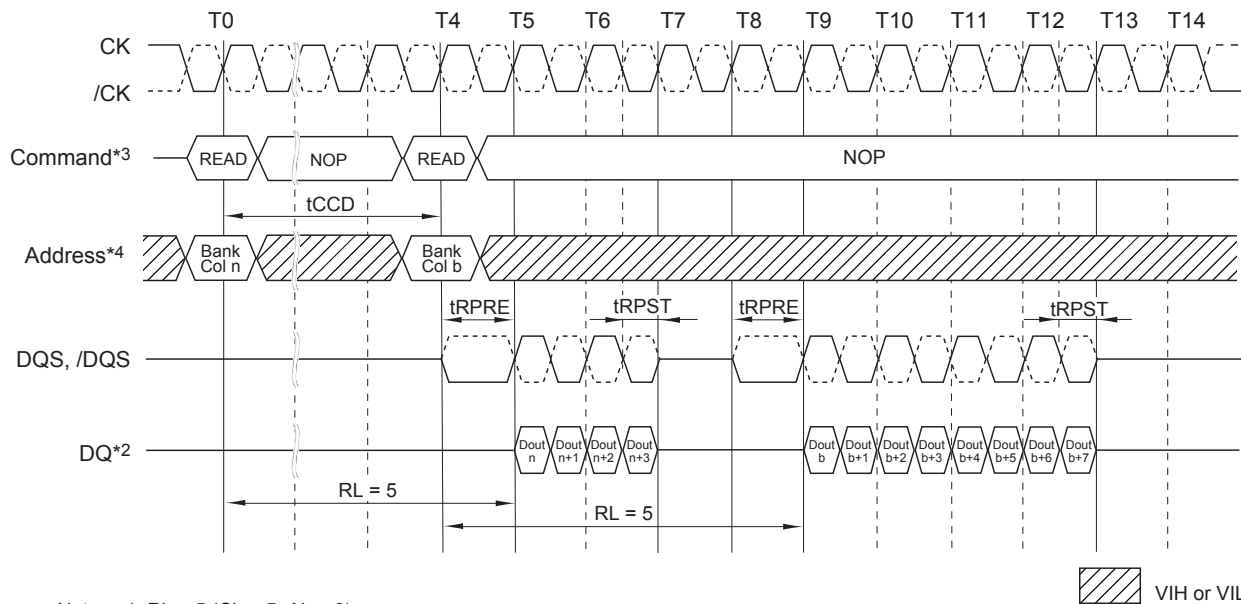 T0 T4 T5 T6 T7 T8 T9 T10 T11 T12 T13 T14
CK
/CK
Command*3 READ NOP READ NOP
tCCD
Address*4 Bank Col n Bank Col b
tRPRE tRPST tRPRE tRPST
DQS, /DQS
DQ*2 Dout n Dout n+1 Dout n+2 Dout n+3 Dout b Dout b+1 Dout b+2 Dout b+3 Dout b+4 Dout b+5 Dout b+6 Dout b+7
RL = 5
RL = 5
VIH or VIL